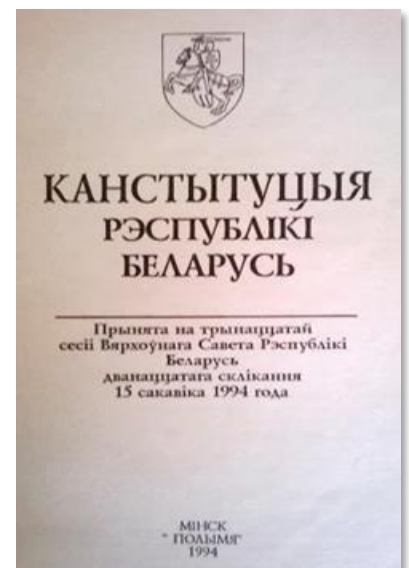 КАНСТЫТУЦЫЯ
РЭСПУБЛІКІ
БЕЛАРУСЬ
Прынята на трынаццатай
сесіі Вярхоўнага Савета Рэспублікі
Беларусь
дванаццатага склікання
15 сакавіка 1994 года
МІНСК
" ПОЛЫМЯ"
1994